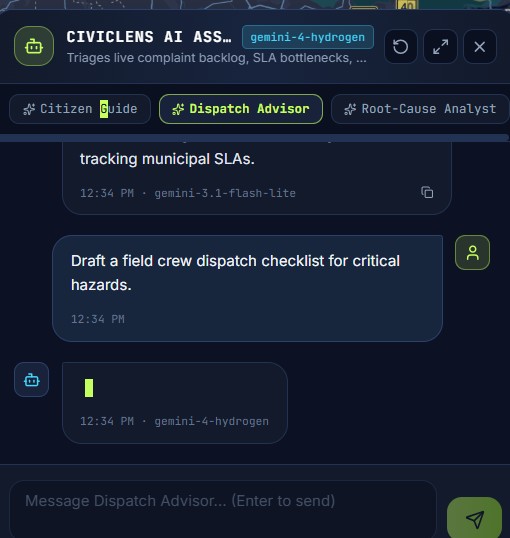 CIVICLENS AI ASS… gemini-4-hydrogen
Triages live complaint backlog, SLA bottlenecks, ...
Citizen Guide Dispatch Advisor Root-Cause Analyst
tracking municipal SLAs.
12:34 PM · gemini-3.1-flash-lite
Draft a field crew dispatch checklist for critical
hazards.
12:34 PM
12:34 PM · gemini-4-hydrogen
Message Dispatch Advisor... (Enter to send)